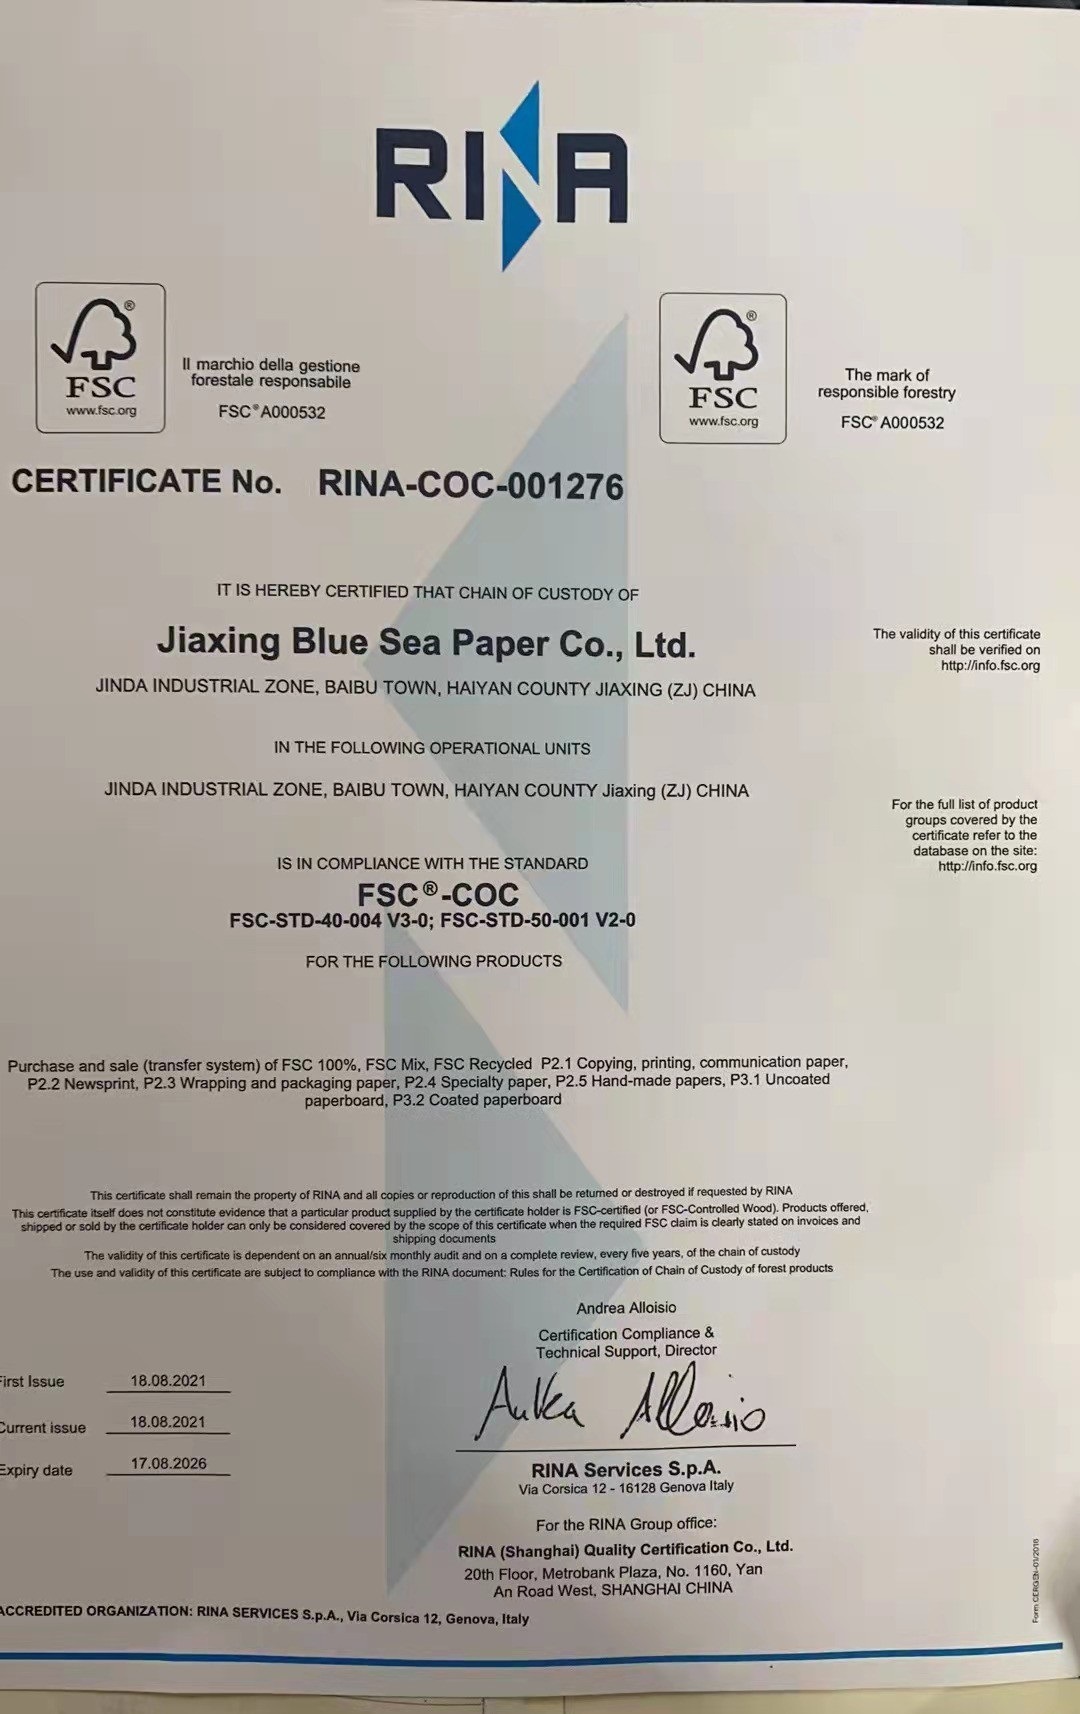 RINA
FSC®
www.fsc.org
Il marchio della gestione
forestale responsabile
FSC® A000532
FSC®
www.fsc.org
The mark of
responsible forestry
FSC® A000532
CERTIFICATE No. RINA-COC-001276
IT IS HEREBY CERTIFIED THAT CHAIN OF CUSTODY OF
Jiaxing Blue Sea Paper Co., Ltd.
JINDA INDUSTRIAL ZONE, BAIBU TOWN, HAIYAN COUNTY JIAXING (ZJ) CHINA
The validity of this certificate
shall be verified on
http://info.fsc.org
IN THE FOLLOWING OPERATIONAL UNITS
JINDA INDUSTRIAL ZONE, BAIBU TOWN, HAIYAN COUNTY Jiaxing (ZJ) CHINA
For the full list of product
groups covered by the
certificate refer to the
database on the site:
http://info.fsc.org
IS IN COMPLIANCE WITH THE STANDARD
FSC®-COC
FSC-STD-40-004 V3-0; FSC-STD-50-001 V2-0
FOR THE FOLLOWING PRODUCTS
Purchase and sale (transfer system) of FSC 100%, FSC Mix, FSC Recycled P2.1 Copying, printing, communication paper,
P2.2 Newsprint, P2.3 Wrapping and packaging paper, P2.4 Specialty paper, P2.5 Hand-made papers, P3.1 Uncoated
paperboard, P3.2 Coated paperboard
This certificate shall remain the property of RINA and all copies or reproduction of this shall be returned or destroyed if requested by RINA
This certificate itself does not constitute evidence that a particular product supplied by the certificate holder is FSC-certified (or FSC-Controlled Wood). Products offered,
shipped or sold by the certificate holder can only be considered covered by the scope of this certificate when the required FSC claim is clearly stated on invoices and
shipping documents
The validity of this certificate is dependent on an annual/six monthly audit and on a complete review, every five years, of the chain of custody
The use and validity of this certificate are subject to compliance with the RINA document: Rules for the Certification of Chain of Custody of forest products
Andrea Alloisio
Certification Compliance &
Technical Support, Director
First Issue 18.08.2021
Current issue 18.08.2021
Expiry date 17.08.2026
RINA Services S.p.A.
Via Corsica 12 - 16128 Genova Italy
For the RINA Group office:
RINA (Shanghai) Quality Certification Co., Ltd.
20th Floor, Metrobank Plaza, No. 1160, Yan
An Road West, SHANGHAI CHINA
ACCREDITED ORGANIZATION: RINA SERVICES S.p.A., Via Corsica 12, Genova, Italy